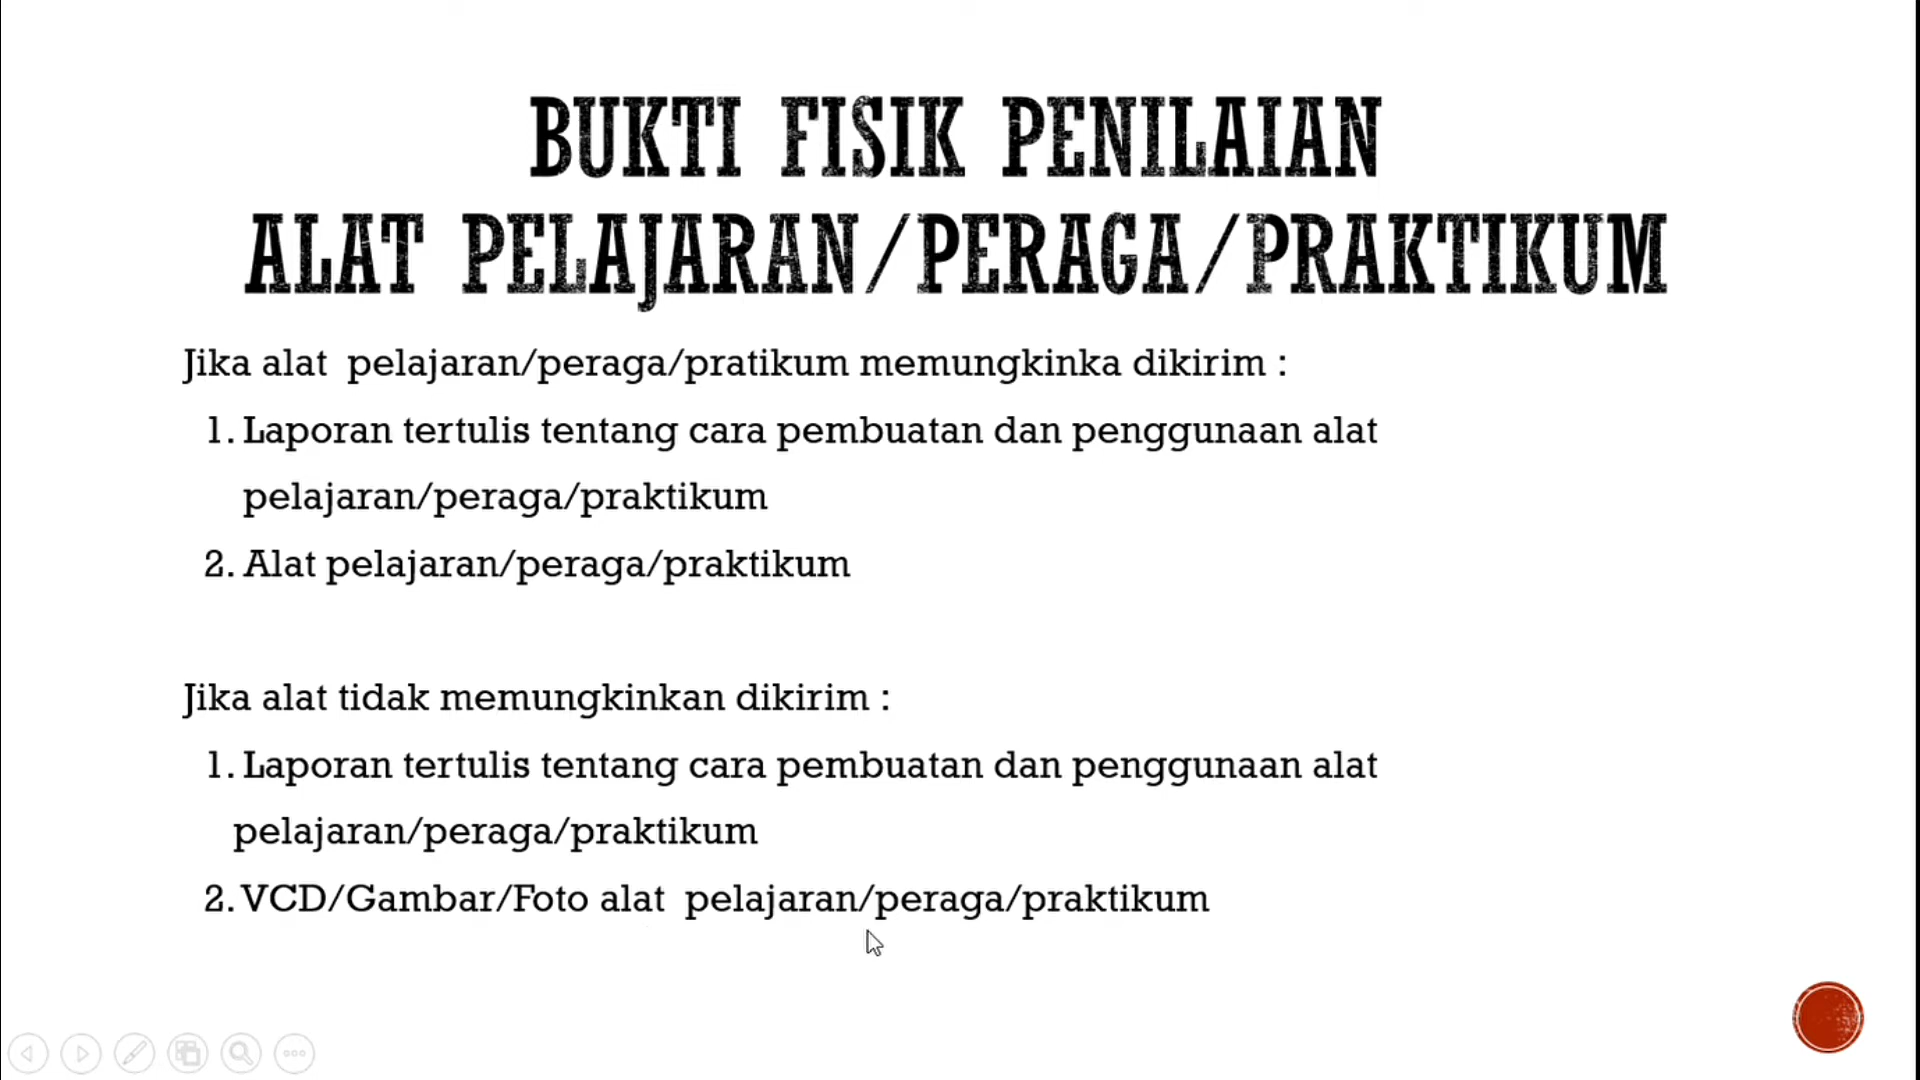 BUKTI FISIK PENILAIAN
ALAT PELAJARAN/PERAGA/PRAKTIKUM
Jika alat pelajaran/peraga/pratikum memungkinka dikirim :
1. Laporan tertulis tentang cara pembuatan dan penggunaan alat
pelajaran/peraga/praktikum
2. Alat pelajaran/peraga/praktikum
Jika alat tidak memungkinkan dikirim :
1. Laporan tertulis tentang cara pembuatan dan penggunaan alat
pelajaran/peraga/praktikum
2. VCD/Gambar/Foto alat pelajaran/peraga/praktikum